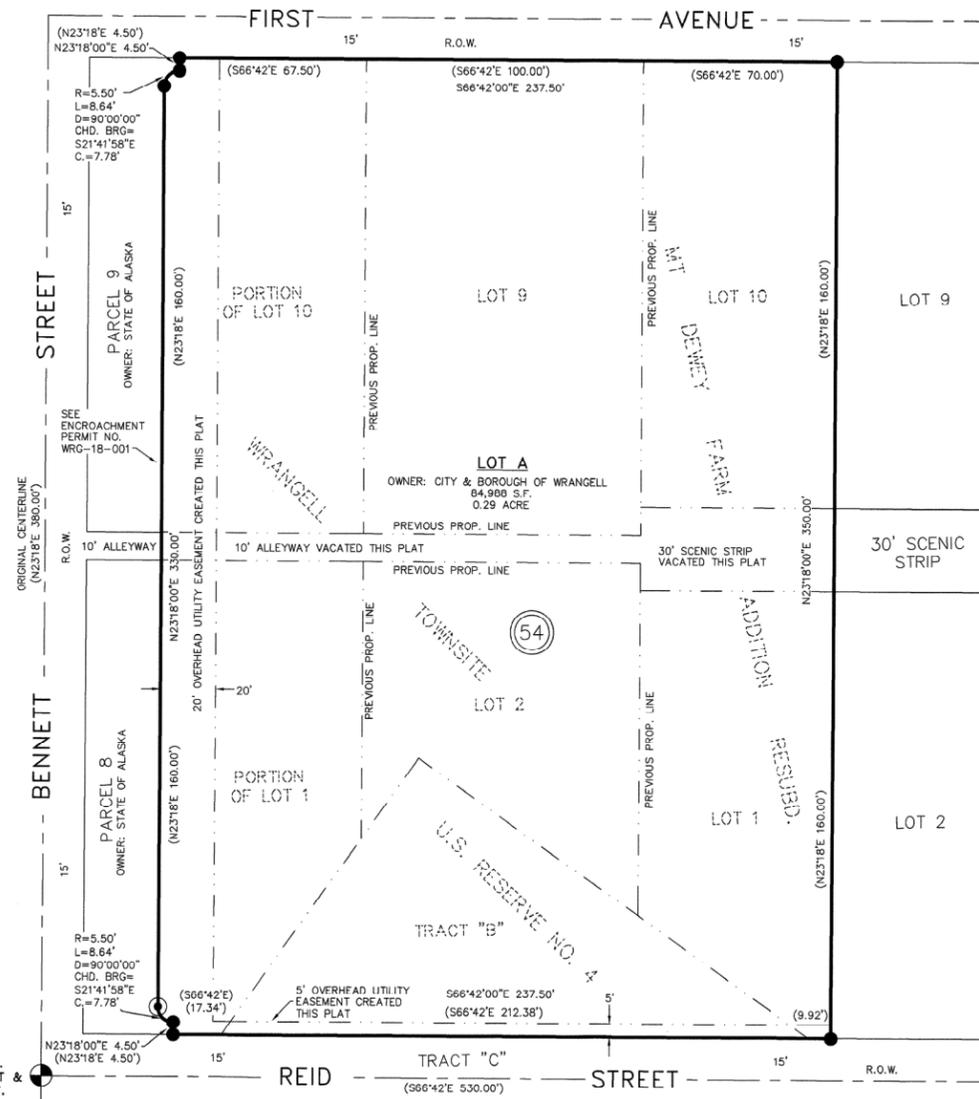 FIRST
AVENUE
(N23°18'E 4.50')
N23°18'00"E 4.50'
15'
R.O.W.
15'
(S66°42'E 67.50')
(S66°42'E 100.00')
(S66°42'E 70.00')
S66°42'00"E 237.50'
R=5.50'
L=8.64'
D=90°00'00"
CHD. BRG=
S21°41'58"E
C.=7.78'
15'
STREET
PARCEL 9
OWNER: STATE OF ALASKA
(N23°18'E 160.00')
PORTION
OF LOT 10
PREVIOUS PROP. LINE
LOT 9
PREVIOUS PROP. LINE
MT
DEWEY
FARM
LOT 10
(N23°18'E 160.00')
LOT 9
SEE
ENCROACHMENT
PERMIT NO.
WRG-18-001
20' OVERHEAD UTILITY EASEMENT CREATED THIS PLAT
WRANGELL
LOT A
OWNER: CITY & BOROUGH OF WRANGELL
84,988 S.F.
0.29 ACRE
ORIGINAL CENTERLINE
(N23°18'E 380.00')
R.O.W.
10' ALLEYWAY
N23°18'00"E 330.00'
PREVIOUS PROP. LINE
10' ALLEYWAY VACATED THIS PLAT
PREVIOUS PROP. LINE
30' SCENIC STRIP
VACATED THIS PLAT
N23°18'00"E 350.00'
30' SCENIC
STRIP
TOWNSITE
54
ADDITION
20'
PREVIOUS PROP. LINE
LOT 2
PREVIOUS PROP. LINE
BENNETT
PARCEL 8
OWNER: STATE OF ALASKA
(N23°18'E 160.00')
PORTION
OF LOT 1
LOT 1
RESUBD.
(N23°18'E 160.00')
LOT 2
15'
U.S. RESERVE NO. 4
TRACT "B"
R=5.50'
L=8.64'
D=90°00'00"
CHD. BRG=
S21°41'58"E
C.=7.78'
(S66°42'E)
(17.34')
5' OVERHEAD UTILITY
EASEMENT CREATED
THIS PLAT
S66°42'00"E 237.50'
(S66°42'E 212.38')
5'
(9.92')
N23°18'00"E 4.50'
(N23°18'E 4.50')
15'
TRACT "C"
15'
R.O.W.
&
REID
STREET
(S66°42'E 530.00')